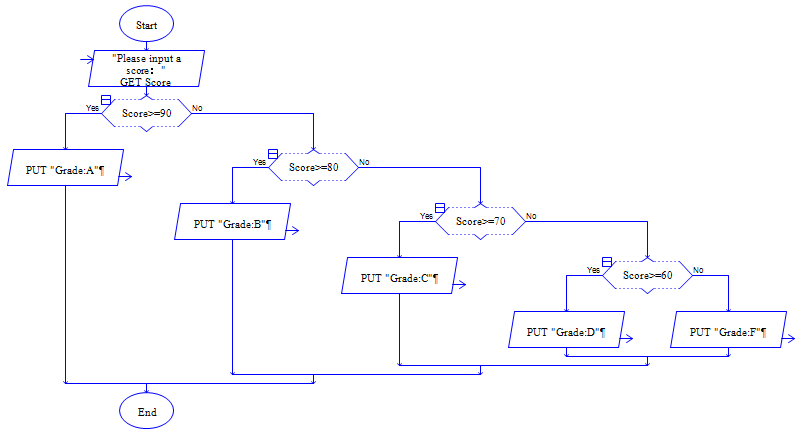 Start
"Please input a
score： "
GET Score
Score>=90
Yes
No
PUT "Grade:A"¶
Score>=80
Yes
No
PUT "Grade:B"¶
Score>=70
Yes
No
PUT "Grade:C"¶
Score>=60
Yes
No
PUT "Grade:D"¶
PUT "Grade:F"¶
End